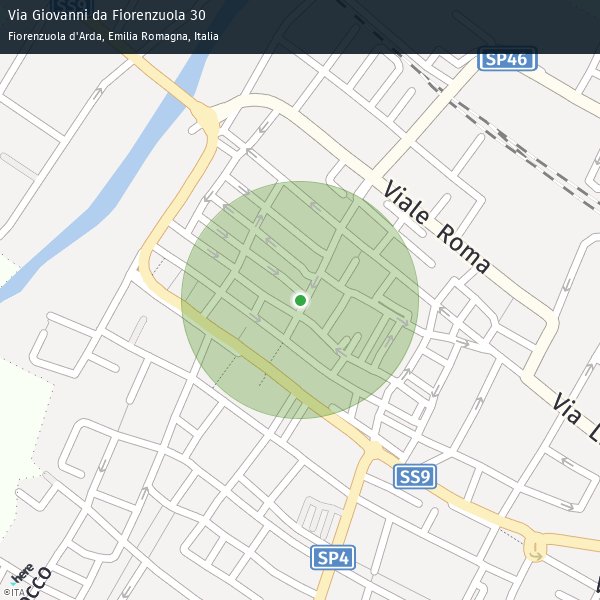 Via Giovanni da Fiorenzuola 30
Fiorenzuola d'Arda, Emilia Romagna, Italia
SS9
SP46
Viale Roma
Via L
SS9
SP4
here
OCCO
©ITA